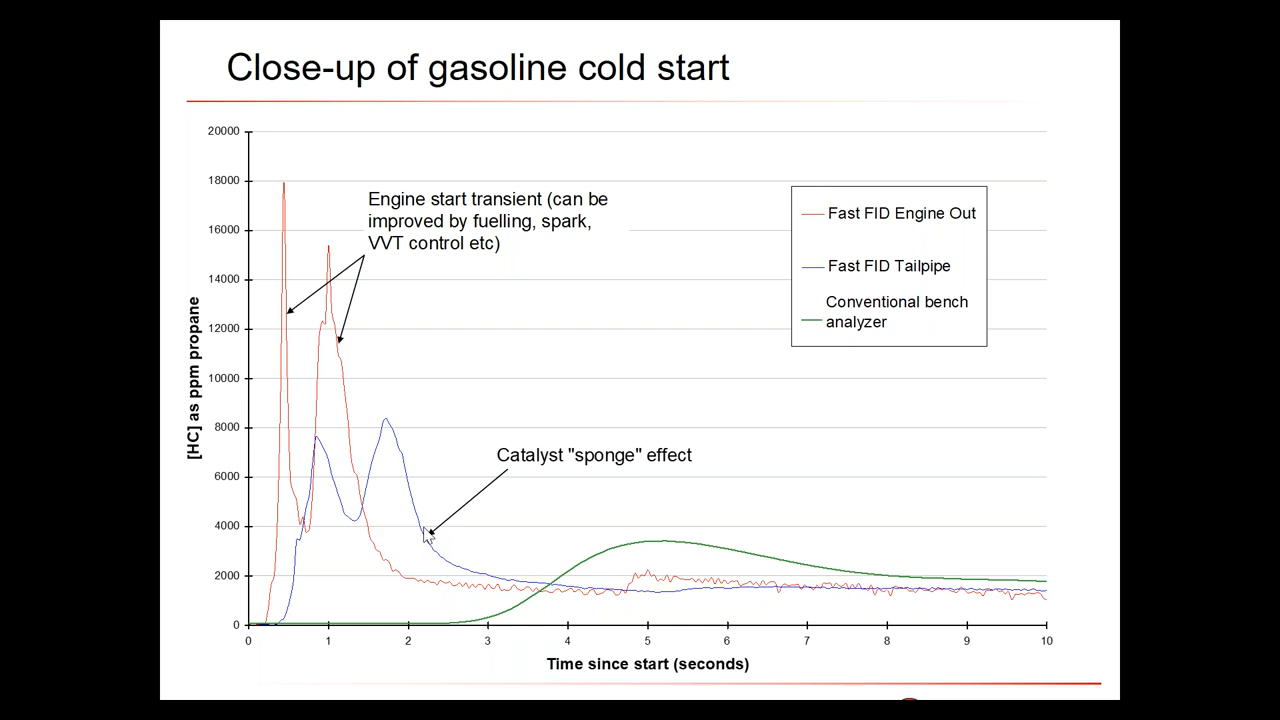 Close-up of gasoline cold start
20000
18000
16000
14000
12000
10000
8000
6000
4000
2000
0
[HC] as ppm propane
Engine start transient (can be
improved by fuelling, spark,
VVT control etc)
Catalyst "sponge" effect
Fast FID Engine Out
Fast FID Tailpipe
Conventional bench
analyzer
0 1 2 3 4 5 6 7 8 9 10
Time since start (seconds)